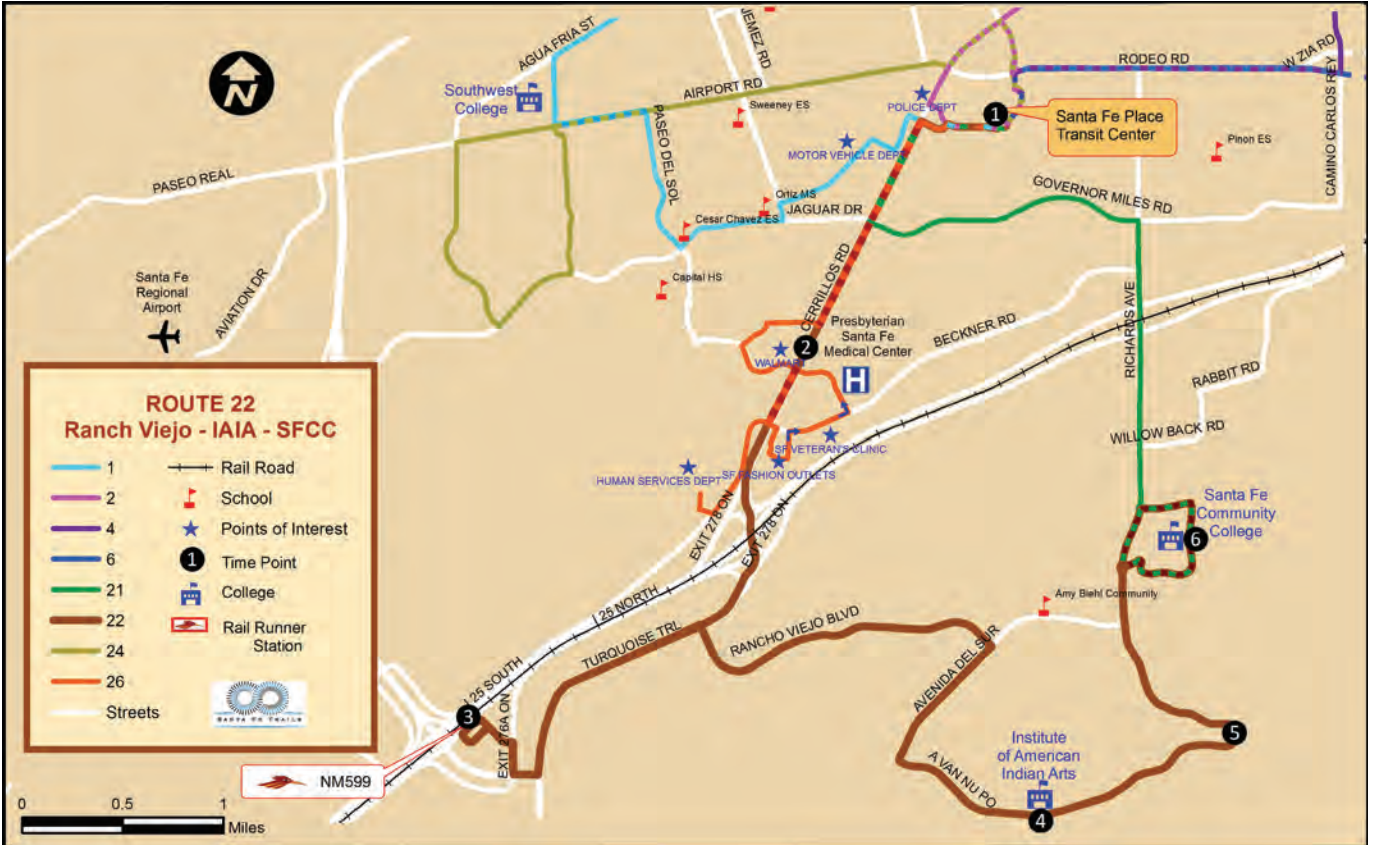 AGUA FRIA ST
JEMEZ RD
RODEO RD
W ZIA RD
CAMINO CARLOS REY
Southwest
College
AIRPORT RD
Sweeney ES
POLICE DEPT
1
Santa Fe Place
Transit Center
Pinon ES
MOTOR VEHICLE DEPT
PASEO REAL
PASEO DEL SOL
Ortiz MS
JAGUAR DR
GOVERNOR MILES RD
Cesar Chavez ES
Capital HS
CERRILLOS RD
Santa Fe
Regional
Airport
AVIATION DR
N
2
WALMART
Presbyterian
Santa Fe
Medical Center
H
BECKNER RD
RICHARDS AVE
RABBIT RD
WILLOW BACK RD
SF VETERAN'S CLINIC
SF FASHION OUTLETS
HUMAN SERVICES DEPT
EXIT 278 ON
EXIT 278 ON
Santa Fe
Community
College
6
Amy Biehl Community
I 25 NORTH
I 25 SOUTH
TURQUOISE TRL
RANCHO VIEJO BLVD
AVENIDA DEL SUR
EXIT 276A ON
3
NM599
Institute
of American
Indian Arts
A VAN NU PO
4
5
ROUTE 22
Ranch Viejo - IAIA - SFCC
1
Rail Road
2
School
4
Points of Interest
6
1
Time Point
21
College
22
Rail Runner
Station
24
26
Streets
SANTA FE TRAILS
0
0.5
1
Miles